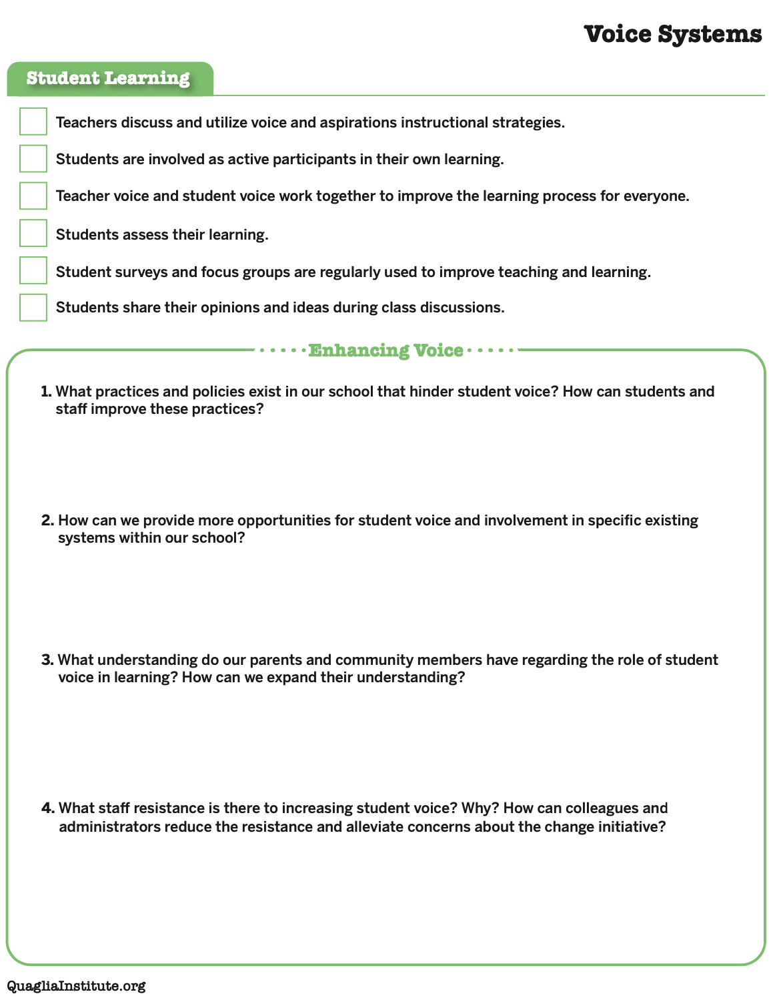 Voice Systems
Student Learning
Teachers discuss and utilize voice and aspirations instructional strategies.
Students are involved as active participants in their own learning.
Teacher voice and student voice work together to improve the learning process for everyone.
Students assess their learning.
Student surveys and focus groups are regularly used to improve teaching and learning.
Students share their opinions and ideas during class discussions.
Enhancing Voice
1. What practices and policies exist in our school that hinder student voice? How can students and
staff improve these practices?
2. How can we provide more opportunities for student voice and involvement in specific existing
systems within our school?
3. What understanding do our parents and community members have regarding the role of student
voice in learning? How can we expand their understanding?
4. What staff resistance is there to increasing student voice? Why? How can colleagues and
administrators reduce the resistance and alleviate concerns about the change initiative?
QuagliaInstitute.org